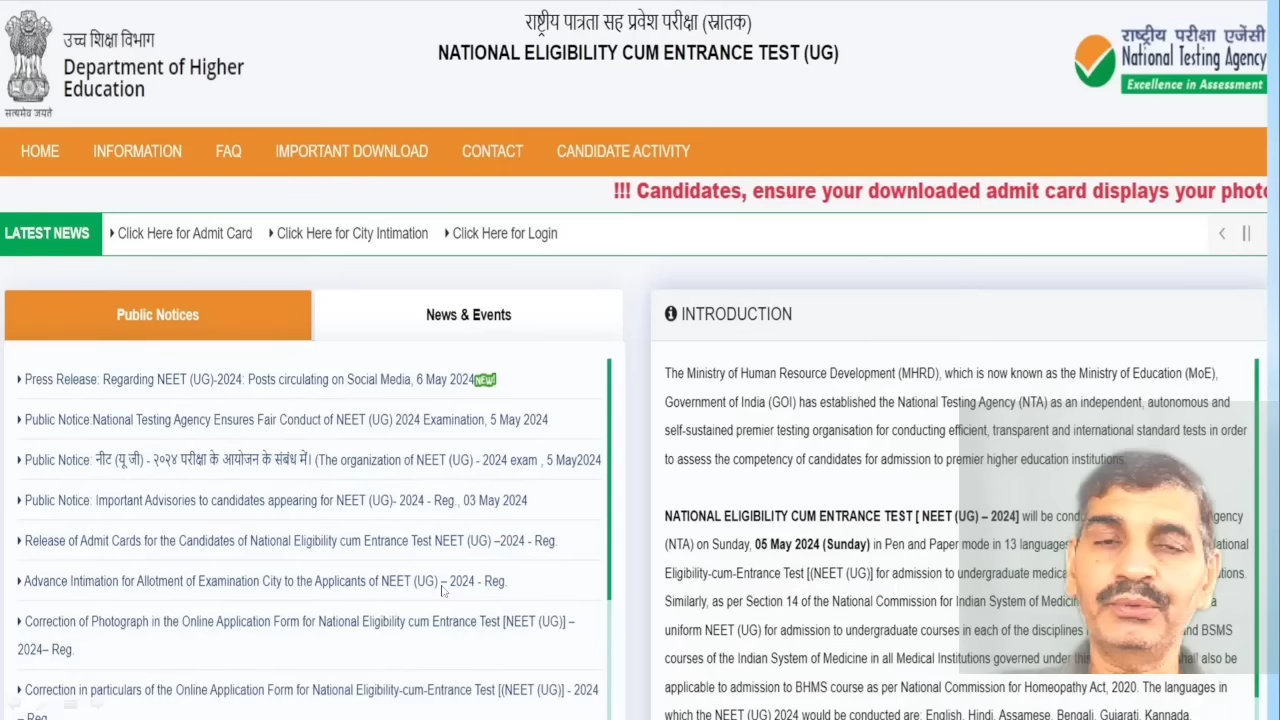 उच्च शिक्षा विभाग
Department of Higher
Education
सत्यमेव जयते
राष्ट्रीय पात्रता सह प्रवेश परीक्षा (स्नातक)
NATIONAL ELIGIBILITY CUM ENTRANCE TEST (UG)
राष्ट्रीय परीक्षा एजेंसी
National Testing Agency
Excellence in Assessment
HOME INFORMATION FAQ IMPORTANT DOWNLOAD CONTACT CANDIDATE ACTIVITY
!!! Candidates, ensure your downloaded admit card displays your photo
LATEST NEWS Click Here for Admit Card Click Here for City Intimation Click Here for Login
Public Notices News & Events
Press Release: Regarding NEET (UG)-2024: Posts circulating on Social Media, 6 May 2024 NEW
Public Notice:National Testing Agency Ensures Fair Conduct of NEET (UG) 2024 Examination, 5 May 2024
Public Notice: नीट (यू जी) - २०२४ परीक्षा के आयोजन के संबंध में। (The organization of NEET (UG) - 2024 exam , 5 May2024
Public Notice: Important Advisories to candidates appearing for NEET (UG)- 2024 - Reg., 03 May 2024
Release of Admit Cards for the Candidates of National Eligibility cum Entrance Test NEET (UG) –2024 - Reg.
Advance Intimation for Allotment of Examination City to the Applicants of NEET (UG) – 2024 - Reg.
Correction of Photograph in the Online Application Form for National Eligibility cum Entrance Test [NEET (UG)] –
2024– Reg.
Correction in particulars of the Online Application Form for National Eligibility-cum-Entrance Test [(NEET (UG)] - 2024
– Reg
INTRODUCTION
The Ministry of Human Resource Development (MHRD), which is now known as the Ministry of Education (MoE),
Government of India (GOI) has established the National Testing Agency (NTA) as an independent, autonomous and
self-sustained premier testing organisation for conducting efficient, transparent and international standard tests in order
to assess the competency of candidates for admission to premier higher education institutions.
NATIONAL ELIGIBILITY CUM ENTRANCE TEST [ NEET (UG) – 2024] will be
(NTA) on Sunday, 05 May 2024 (Sunday) in Pen and Paper mode in 13 languages
Eligibility-cum-Entrance Test [(NEET (UG)] for admission to undergraduate
Similarly, as per Section 14 of the National Commission for Indian System of a
uniform NEET (UG) for admission to undergraduate courses in each of the disciplines BSMS
courses of the Indian System of Medicine in all Medical Institutions governed under shall also be
applicable to admission to BHMS course as per National Commission for Homeopathy Act, 2020. The languages in
which the NEET (UG) 2024 would be conducted are: English, Hindi, Assamese, Bengali, Gujarati, Kannada,